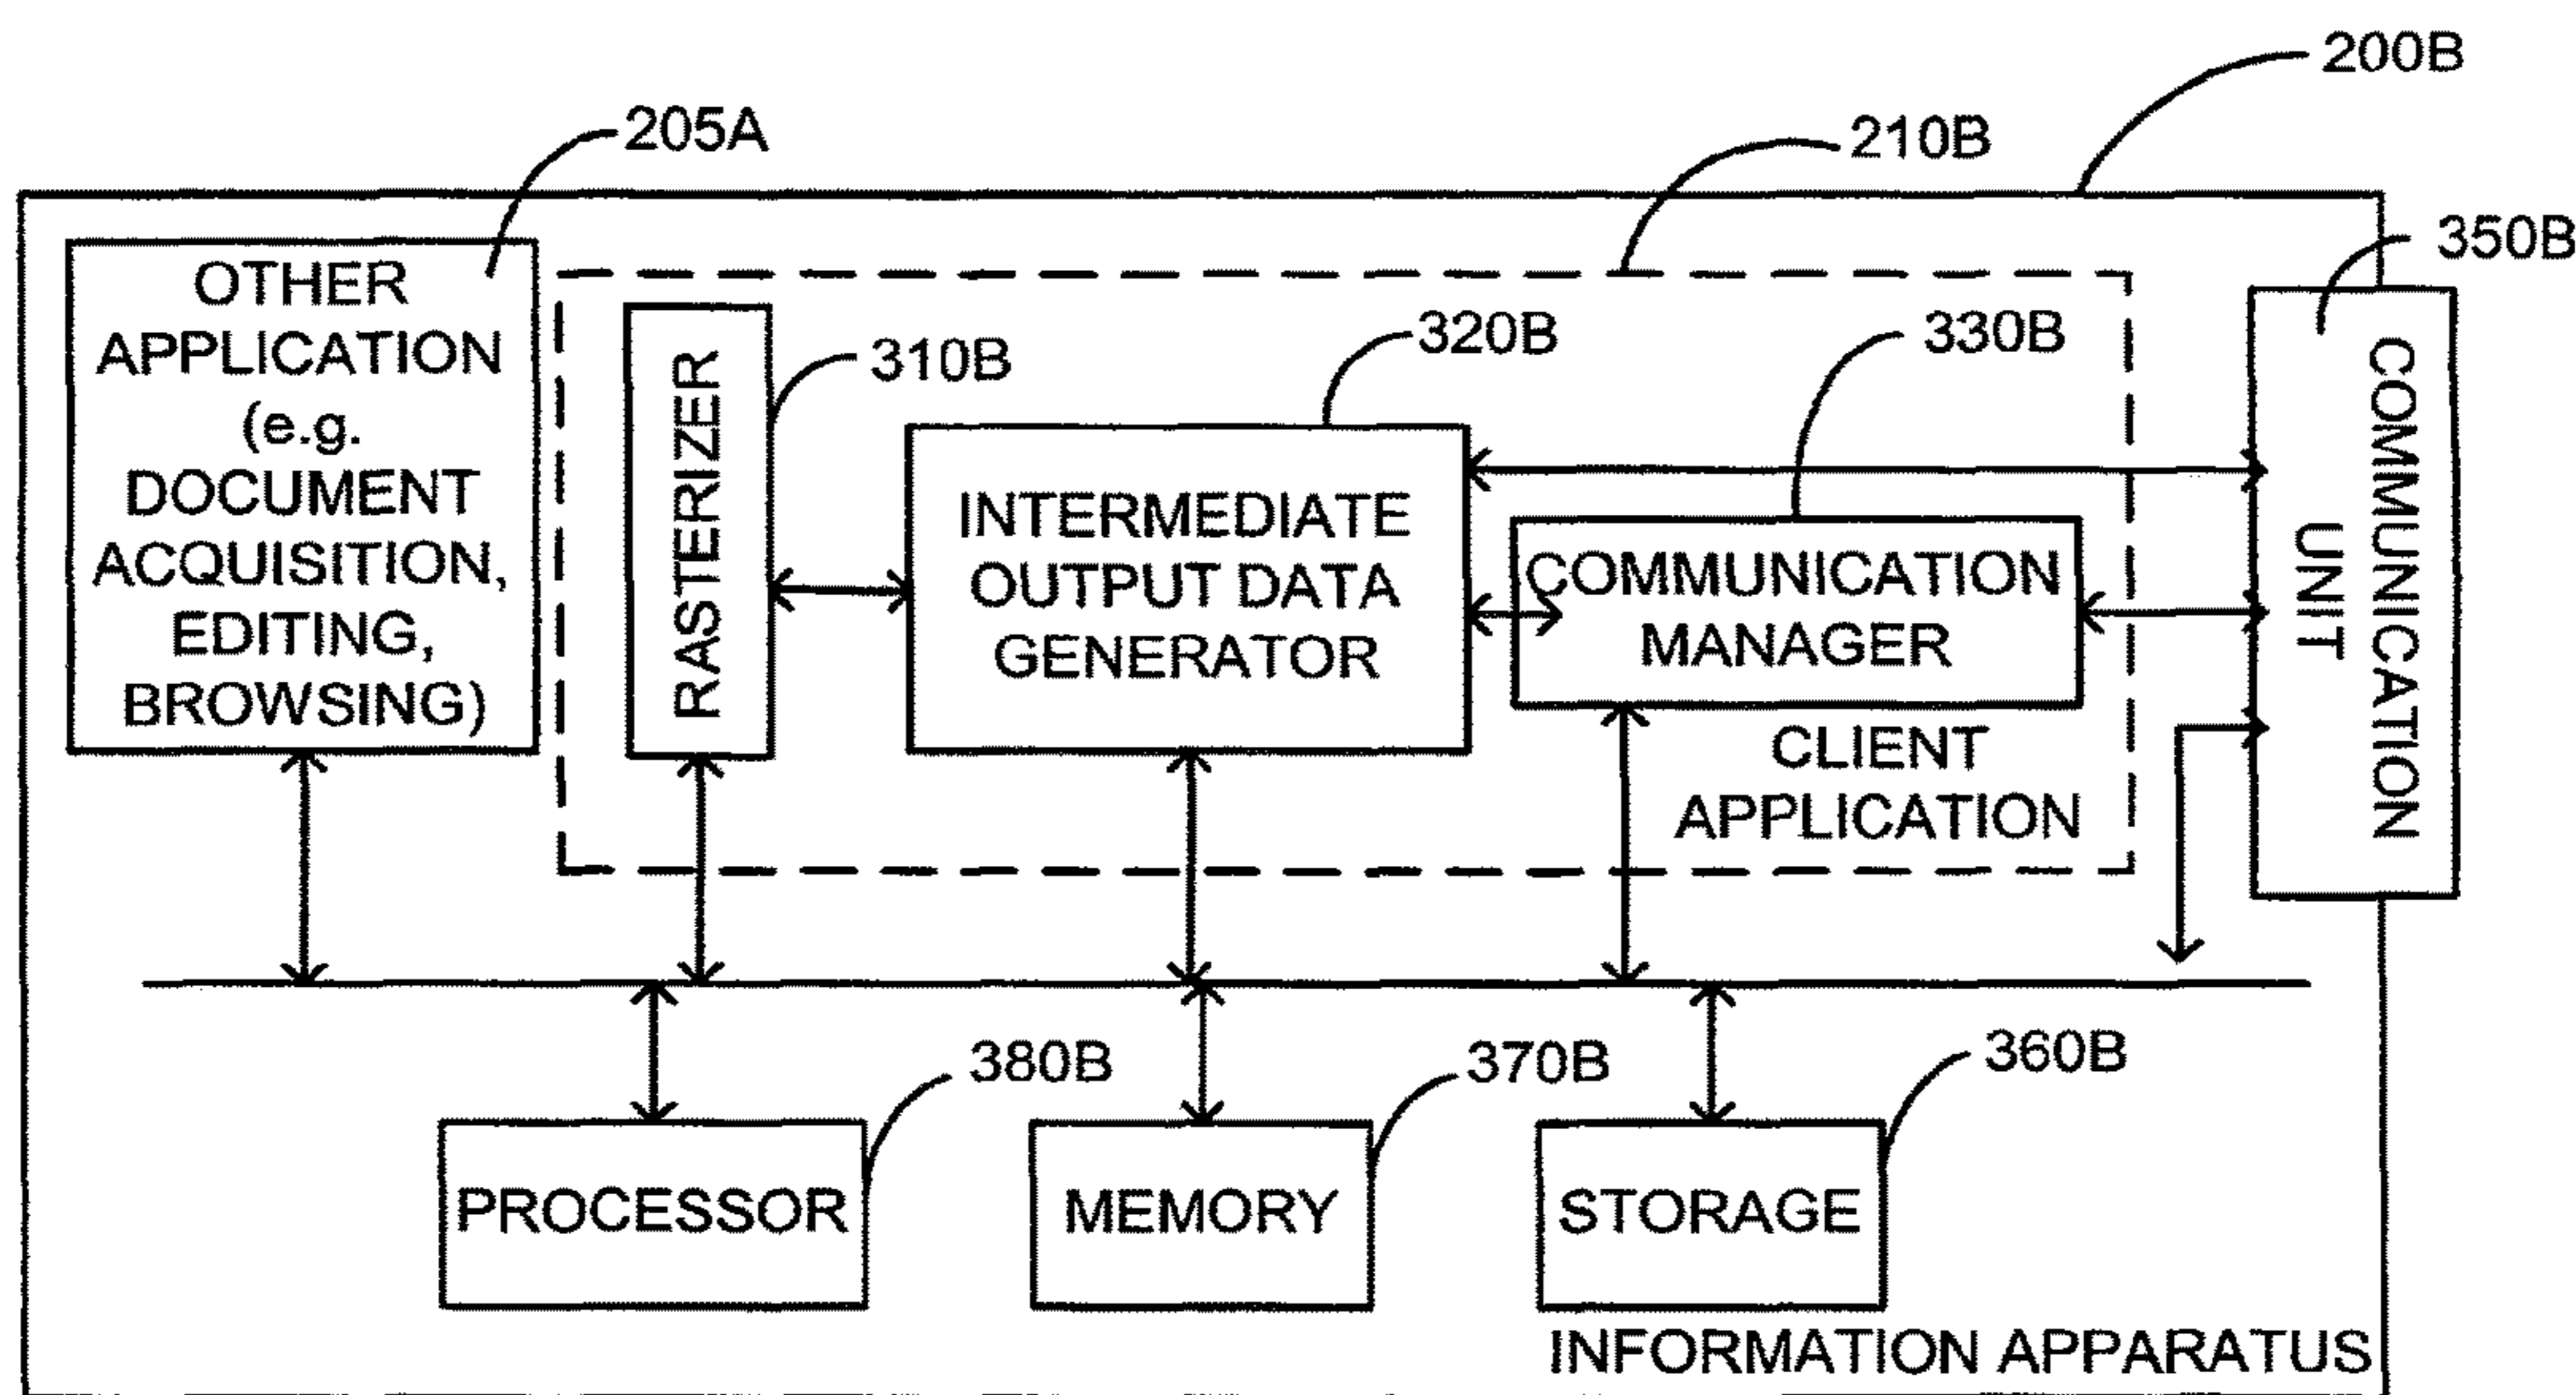 200B
205A
210B
350B
OTHER
APPLICATION
(e.g.
DOCUMENT
ACQUISITION,
EDITING,
BROWSING)
RASTERIZER
310B
320B
INTERMEDIATE
OUTPUT DATA
GENERATOR
330B
COMMUNICATION
MANAGER
CLIENT
APPLICATION
COMMUNICATION
UNIT
380B
370B
360B
PROCESSOR
MEMORY
STORAGE
INFORMATION APPARATUS